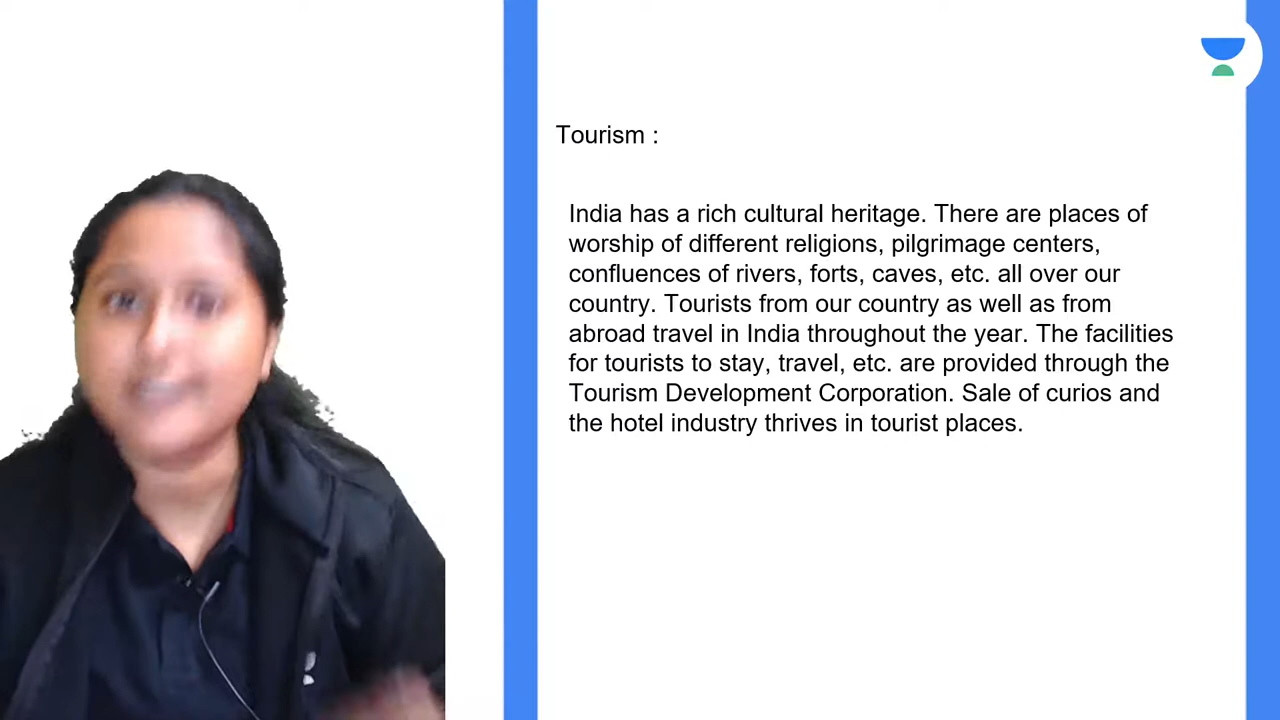 Tourism :
India has a rich cultural heritage. There are places of
worship of different religions, pilgrimage centers,
confluences of rivers, forts, caves, etc. all over our
country. Tourists from our country as well as from
abroad travel in India throughout the year. The facilities
for tourists to stay, travel, etc. are provided through the
Tourism Development Corporation. Sale of curios and
the hotel industry thrives in tourist places.